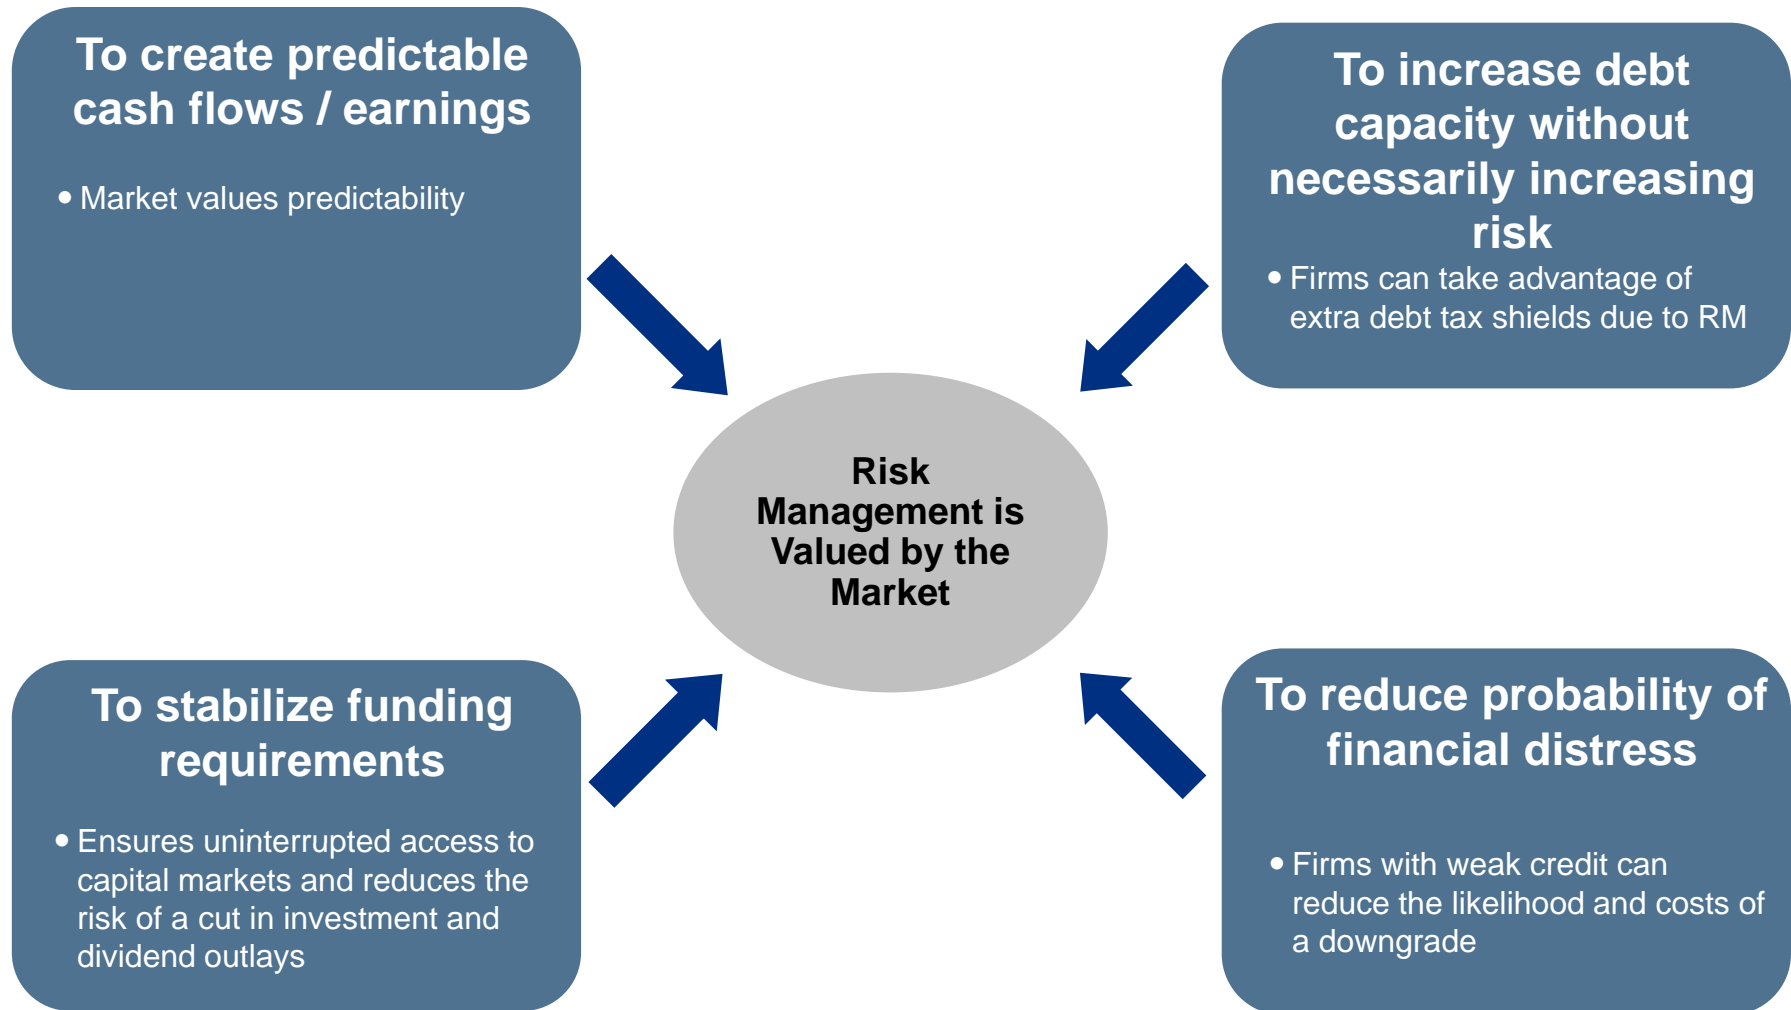 To create predictable
cash flows / earnings
• Market values predictability
To increase debt
capacity without
necessarily increasing
risk
• Firms can take advantage of
extra debt tax shields due to RM
Risk
Management is
Valued by the
Market
To stabilize funding
requirements
• Ensures uninterrupted access to
capital markets and reduces the
risk of a cut in investment and
dividend outlays
To reduce probability of
financial distress
• Firms with weak credit can
reduce the likelihood and costs of
a downgrade